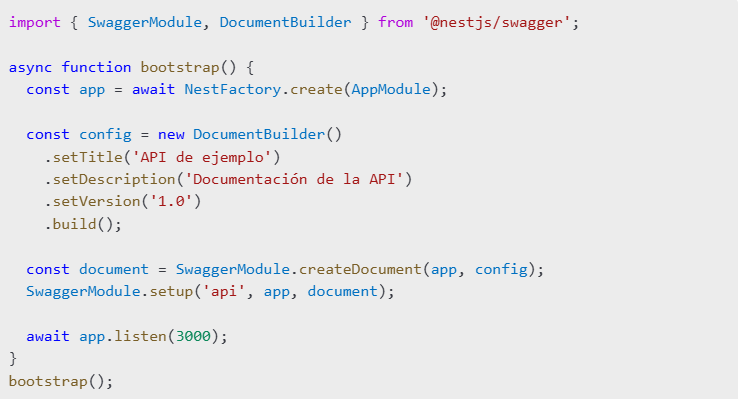 import { SwaggerModule, DocumentBuilder } from '@nestjs/swagger';
async function bootstrap() {
const app = await NestFactory.create(AppModule);
const config = new DocumentBuilder()
.setTitle('API de ejemplo')
.setDescription('Documentación de la API')
.setVersion('1.0')
.build();
const document = SwaggerModule.createDocument(app, config);
SwaggerModule.setup('api', app, document);
await app.listen(3000);
}
bootstrap();